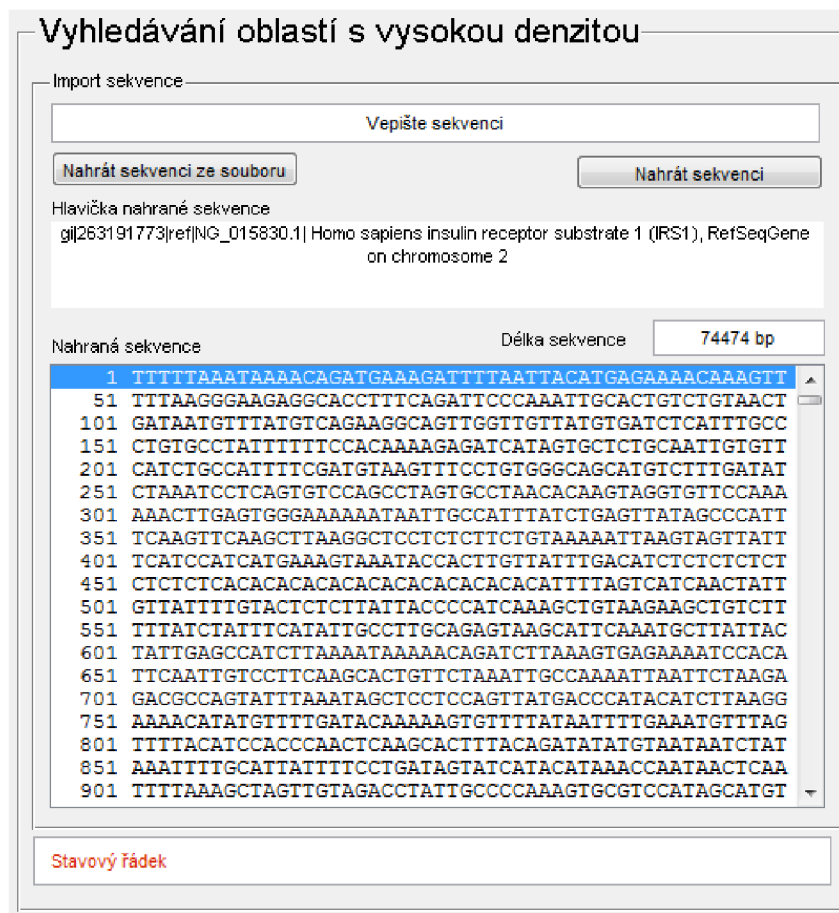 Vyhledávání oblastí s vysokou denzitou
Import sekvence
Vepište sekvenci
Nahrát sekvenci ze souboru
Nahrát sekvenci
Hlavička nahrané sekvence
gi|263191773|ref|NG_015830.1| Homo sapiens insulin receptor substrate 1 (IRS1), RefSeqGene
on chromosome 2
Nahraná sekvence
Délka sekvence
74474 bp
1 TTTTTAAATAAAACAGATGAAAGATTTTAATTACATGAGAAAACAAAGTT
51 TTTAAGGGAAGAGGCACCTTTCAGATTCCCAAATTGCACTGTCTGTAACT
101 GATAATGTTTATGTCAGAAGGCAGTTGGTTGTTATGTGATCTCATTTGCC
151 CTGTGCCTATTTTTTCCACAAAAGAGATCATAGTGCTCTGCAATTGTGTT
201 CATCTGCCATTTTCGATGTAAGTTTCCTGTGGGCAGCATGTCTTTGATAT
251 CTAAATCCTCAGTGTCCAGCCTAGTGCCTAACACAAGTAGGTGTTCCAAA
301 AAACTTGAGTGGGAAAAAATAATTGCCATTTATCTGAGTTATAGCCCATT
351 TCAAGTTCAAGCTTAAGGCTCCTCTCTTCTGTAAAAATTAAGTAGTTATT
401 TCATCCATCATGAAAGTAAATACCACTTGTTATTTGACATCTCTCTCTCT
451 CTCTCTCACACACACACACACACACACACACATTTTAGTCATCAACTATT
501 GTTATTTTGTACTCTCTTATTACCCCATCAAAGCTGTAAGAAGCTGTCTT
551 TTTATCTATTTCATATTGCCTTGCAGAGTAAGCATTCAAATGCTTATTAC
601 TATTGAGCCATCTTAAAATAAAAACAGATCTTAAAGTGAGAAAATCCACA
651 TTCAATTGTCCTTCAAGCACTGTTCTAAATTGCCAAAATTAATTCTAAGA
701 GACGCCAGTATTTAAATAGCTCCTCCAGTTATGACCCATACATCTTAAGG
751 AAAACATATGTTTTGATACAAAAAGTGTTTTATAATTTTGAAATGTTTAG
801 TTTTACATCCACCCAACTCAAGCACTTTACAGATATATGTAATAATCTAT
851 AAATTTTGCATTATTTTCCTGATAGTATCATACATAAACCAATAACTCAA
901 TTTTAAAGCTAGTTGTAGACCTATTGCCCCAAAGTGCGTCCATAGCATGT
Stavový řádek